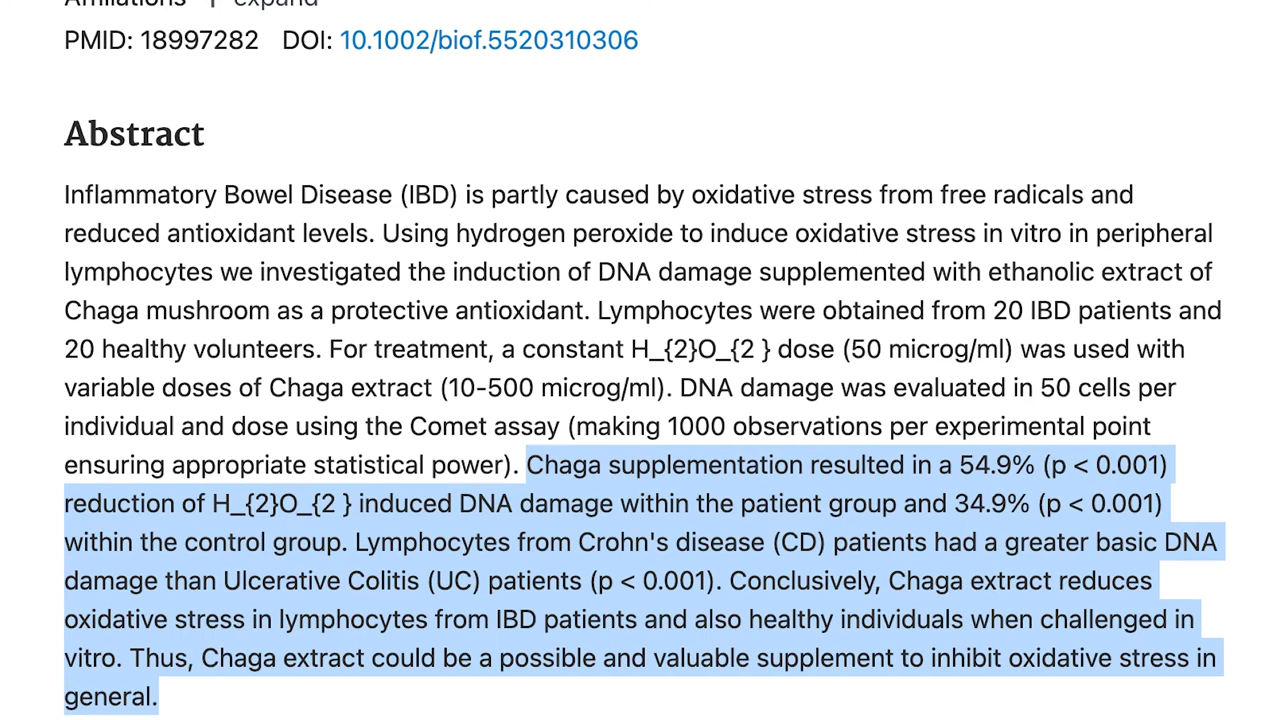 Affiliations + expand
PMID: 18997282 DOI: 10.1002/biof.5520310306
Abstract
Inflammatory Bowel Disease (IBD) is partly caused by oxidative stress from free radicals and
reduced antioxidant levels. Using hydrogen peroxide to induce oxidative stress in vitro in peripheral
lymphocytes we investigated the induction of DNA damage supplemented with ethanolic extract of
Chaga mushroom as a protective antioxidant. Lymphocytes were obtained from 20 IBD patients and
20 healthy volunteers. For treatment, a constant H_{2}O_{2 } dose (50 microg/ml) was used with
variable doses of Chaga extract (10-500 microg/ml). DNA damage was evaluated in 50 cells per
individual and dose using the Comet assay (making 1000 observations per experimental point
ensuring appropriate statistical power). Chaga supplementation resulted in a 54.9% (p < 0.001)
reduction of H_{2}O_{2 } induced DNA damage within the patient group and 34.9% (p < 0.001)
within the control group. Lymphocytes from Crohn's disease (CD) patients had a greater basic DNA
damage than Ulcerative Colitis (UC) patients (p < 0.001). Conclusively, Chaga extract reduces
oxidative stress in lymphocytes from IBD patients and also healthy individuals when challenged in
vitro. Thus, Chaga extract could be a possible and valuable supplement to inhibit oxidative stress in
general.